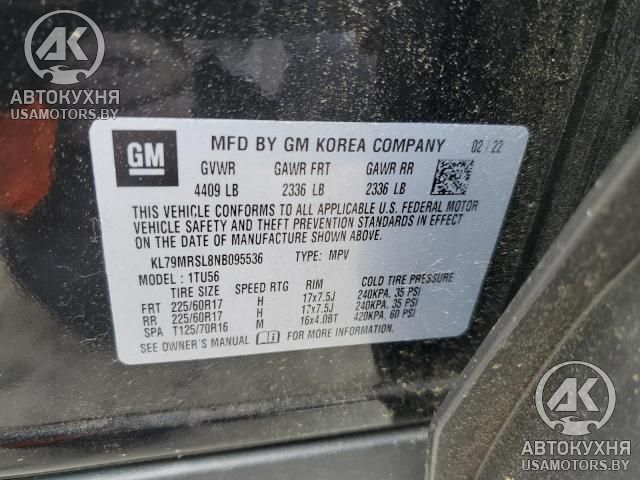 AK
АВТОКУХНЯ
USAMOTORS.BY
GM
MFD BY GM KOREA COMPANY 02/22
GVWR GAWR FRT GAWR RR
4409 LB 2336 LB 2336 LB
THIS VEHICLE CONFORMS TO ALL APPLICABLE U.S. FEDERAL MOTOR
VEHICLE SAFETY AND THEFT PREVENTION STANDARDS IN EFFECT
ON THE DATE OF MANUFACTURE SHOWN ABOVE.
KL79MRSL8NB095536 TYPE: MPV
MODEL: 1TU56
TIRE SIZE SPEED RTG RIM COLD TIRE PRESSURE
FRT 225/60R17 H 17x7.5J 240KPA, 35 PSI
RR 225/60R17 H 17x7.5J 240KPA, 35 PSI
SPA T125/70R16 M 16x4.0BT 420KPA, 60 PSI
SEE OWNER'S MANUAL FOR MORE INFORMATION.
AK
АВТОКУХНЯ
USAMOTORS.BY